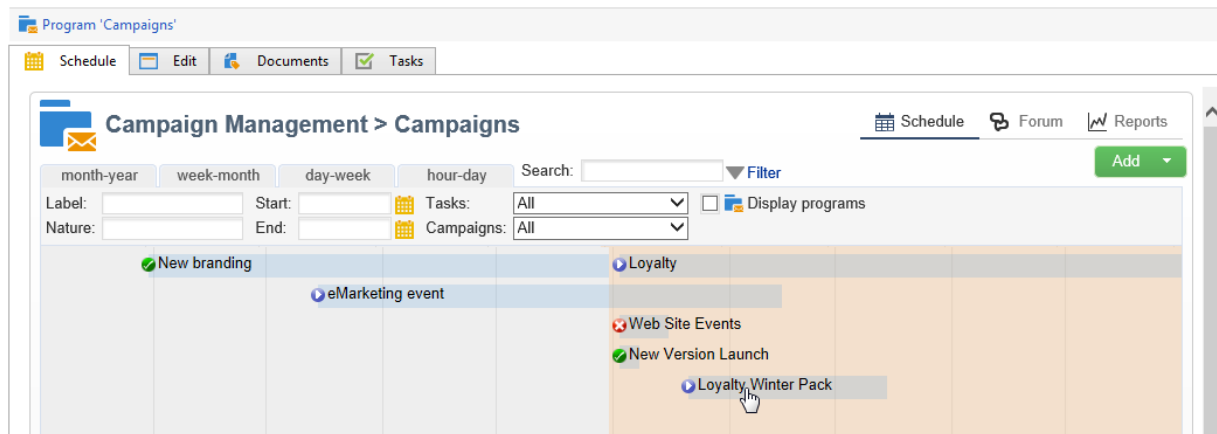 Program 'Campaigns'
Schedule Edit Documents Tasks
Campaign Management > Campaigns
Schedule Forum Reports
Add
month-year week-month day-week hour-day Search: Filter
Label: Start: Tasks: All Display programs
Nature: End: Campaigns: All
New branding Loyalty
eMarketing event
Web Site Events
New Version Launch
Loyalty Winter Pack